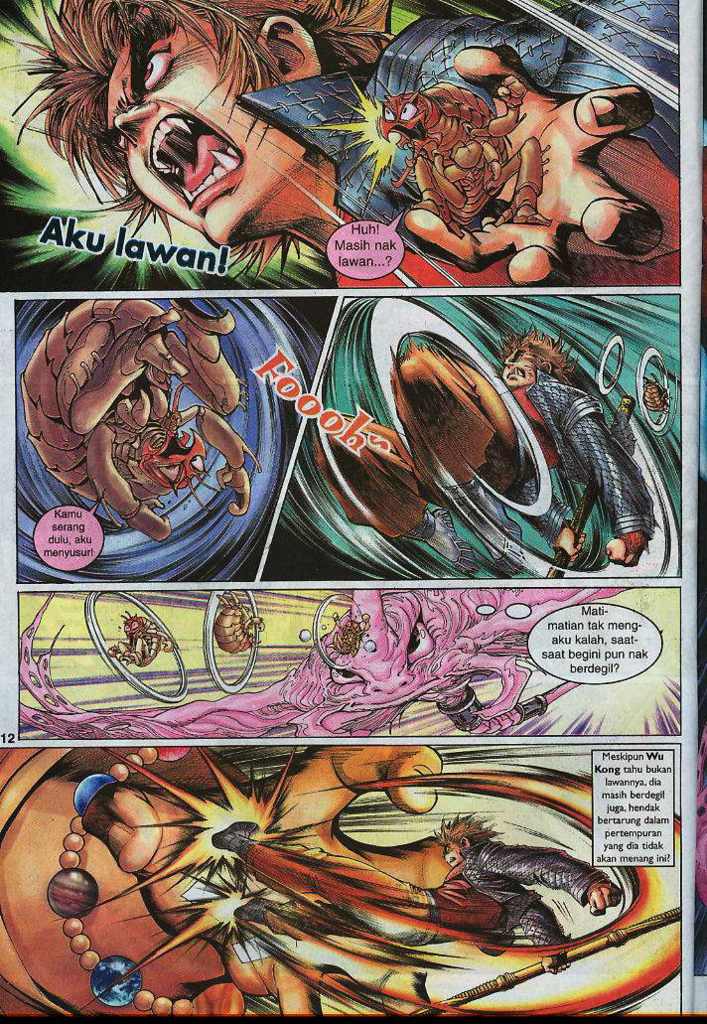 Aku lawan!
Huh!
Masih nak
lawan...?
Kamu
serang
dulu, aku
menyusur!
Foooh~
Mati-
matian tak meng-
aku kalah, saat-
saat begini pun nak
berdegil?
12
Meskipun Wu
Kong tahu bukan
lawannya, dia
masih berdegil
juga, hendak
bertarung dalam
pertempuran
yang dia tidak
akan menang ini?